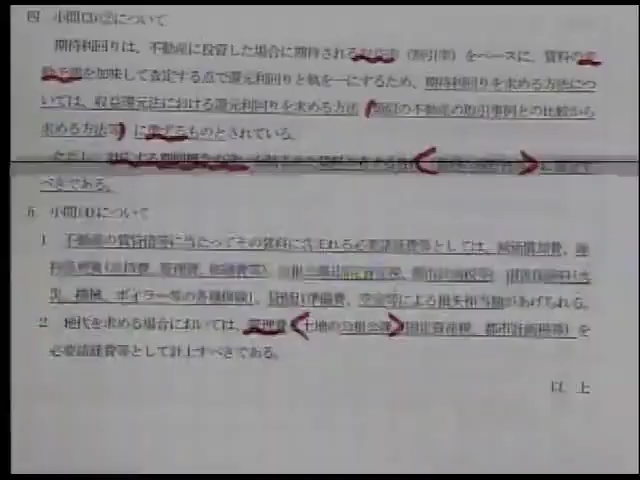 四 小問(3)②について
期待利回りは、不動産に投資した場合に期待される収益率(割引率)をベースに、賃料の変
動予測を加味して査定する点で還元利回りと軌を一にするため、期待利回りを求める方法につ
いては、収益還元法における還元利回りを求める方法(類似の不動産の取引事例との比較から
求める方法等)に準ずるものとされている。
ただし、
べきである。
五 小問(4)について
1 不動産の賃貸借等に当たってその賃料に含まれる必要諸経費等としては、減価償却費、維
持管理費(維持費、管理費、修繕費等)、公租公課(固定資産税、都市計画税等)、損害保険料(火
災、機械、ボイラー等の各種保険)、貸倒れ準備費、空室等による損失相当額があげられる。
2 地代を求める場合においては、管理費<土地の公租公課>(固定資産税、都市計画税等)を
必要諸経費等として計上すべきである。
以 上